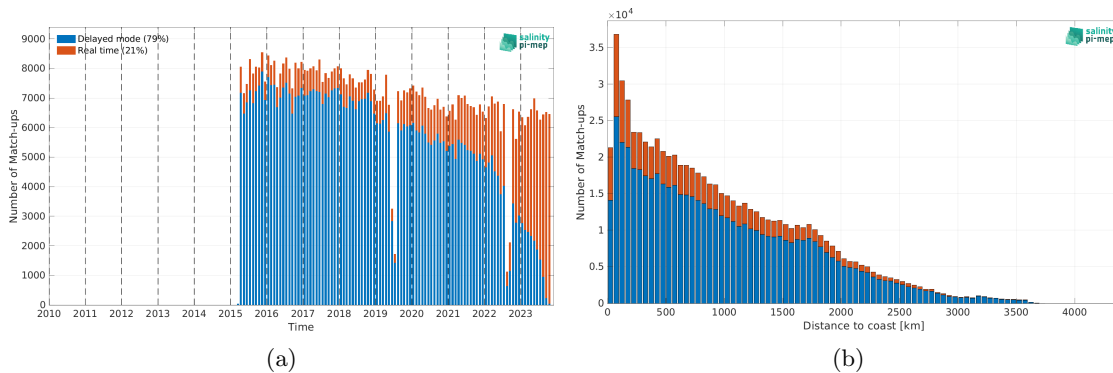 Delayed mode (79%)
Real time (21%)
salinity
pi-mep
9000
8000
7000
6000
5000
4000
3000
2000
1000
0
Number of Match-ups
2010 2011 2012 2013 2014 2015 2016 2017 2018 2019 2020 2021 2022 2023
Time
(a)
×10⁴
salinity
pi-mep
3.5
3
2.5
2
1.5
1
0.5
0
Number of Match-ups
0 500 1000 1500 2000 2500 3000 3500 4000
Distance to coast [km]
(b)